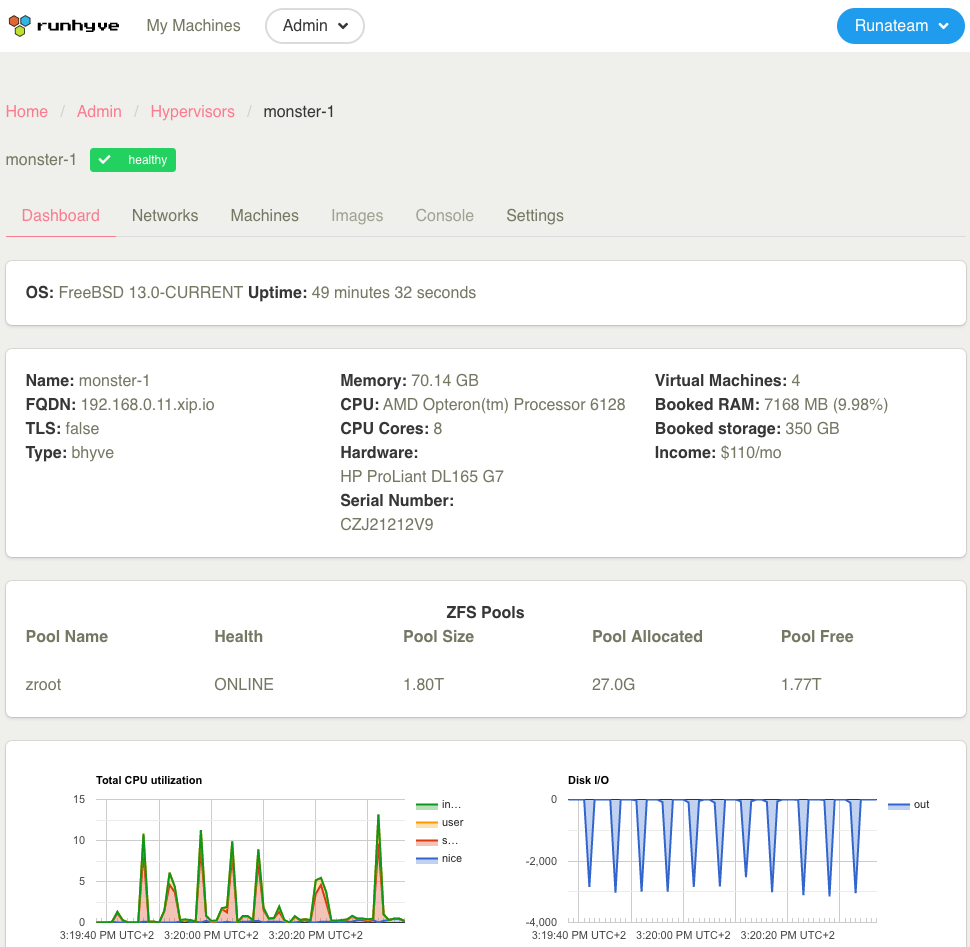 runhyve My Machines Admin Runateam
Home / Admin / Hypervisors / monster-1
monster-1 healthy
Dashboard Networks Machines Images Console Settings
OS: FreeBSD 13.0-CURRENT Uptime: 49 minutes 32 seconds
Name: monster-1
FQDN: 192.168.0.11.xip.io
TLS: false
Type: bhyve
Memory: 70.14 GB
CPU: AMD Opteron(tm) Processor 6128
CPU Cores: 8
Hardware:
HP ProLiant DL165 G7
Serial Number:
CZJ21212V9
Virtual Machines: 4
Booked RAM: 7168 MB (9.98%)
Booked storage: 350 GB
Income: $110/mo
ZFS Pools
Pool Name Health Pool Size Pool Allocated Pool Free
zroot ONLINE 1.80T 27.0G 1.77T
Total CPU utilization
15
10
5
0
3:19:40 PM UTC+2 3:20:00 PM UTC+2 3:20:20 PM UTC+2
in...
user
s...
nice
Disk I/O
0
-2,000
-4,000
3:19:40 PM UTC+2 3:20:00 PM UTC+2 3:20:20 PM UTC+2
out